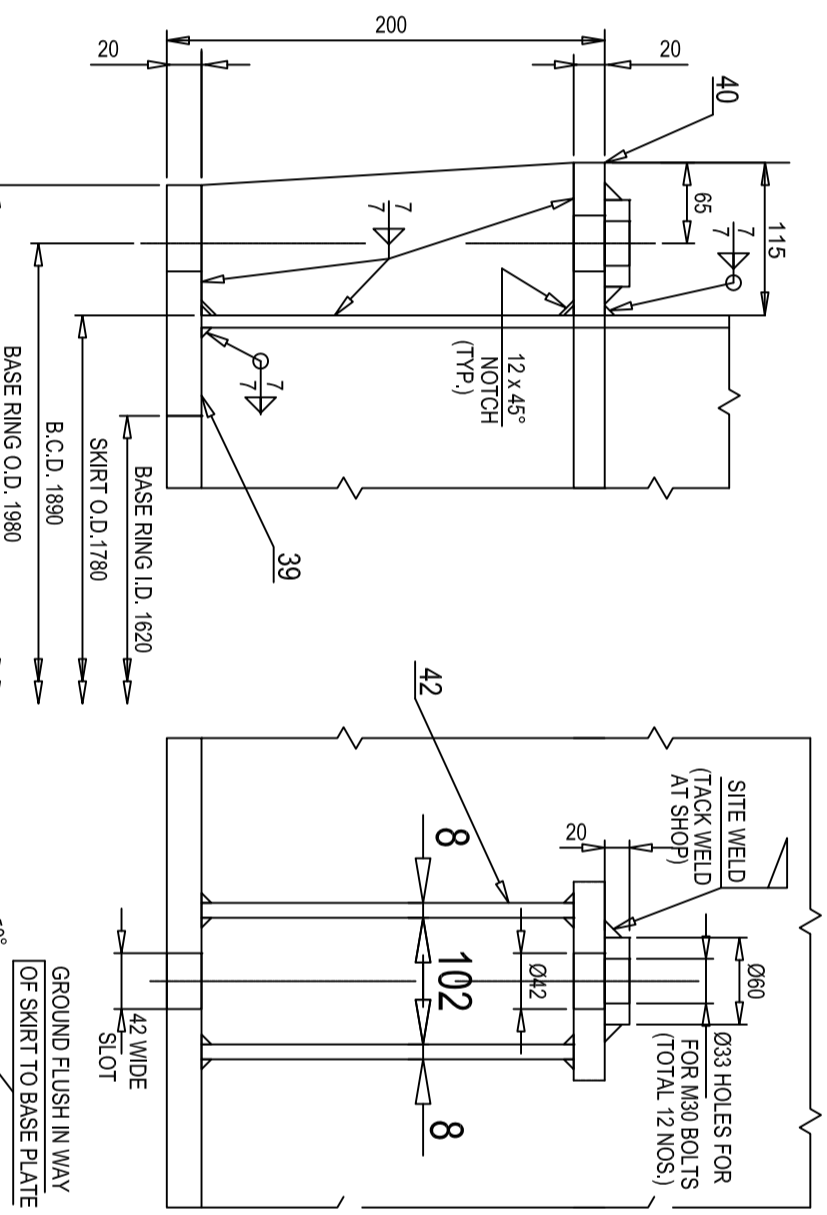 200
20
20
40
65
115
7
7
7
7
7
7
12 x 45°
NOTCH
(TYP.)
39
BASE RING I.D. 1620
SKIRT O.D.1780
B.C.D. 1890
BASE RING O.D. 1980
42
SITE WELD
(TACK WELD
AT SHOP)
20
8
102
8
Ø42
Ø60
Ø33 HOLES FOR
FOR M30 BOLTS
(TOTAL 12 NOS.)
42 WIDE
SLOT
GROUND FLUSH IN WAY
OF SKIRT TO BASE PLATE